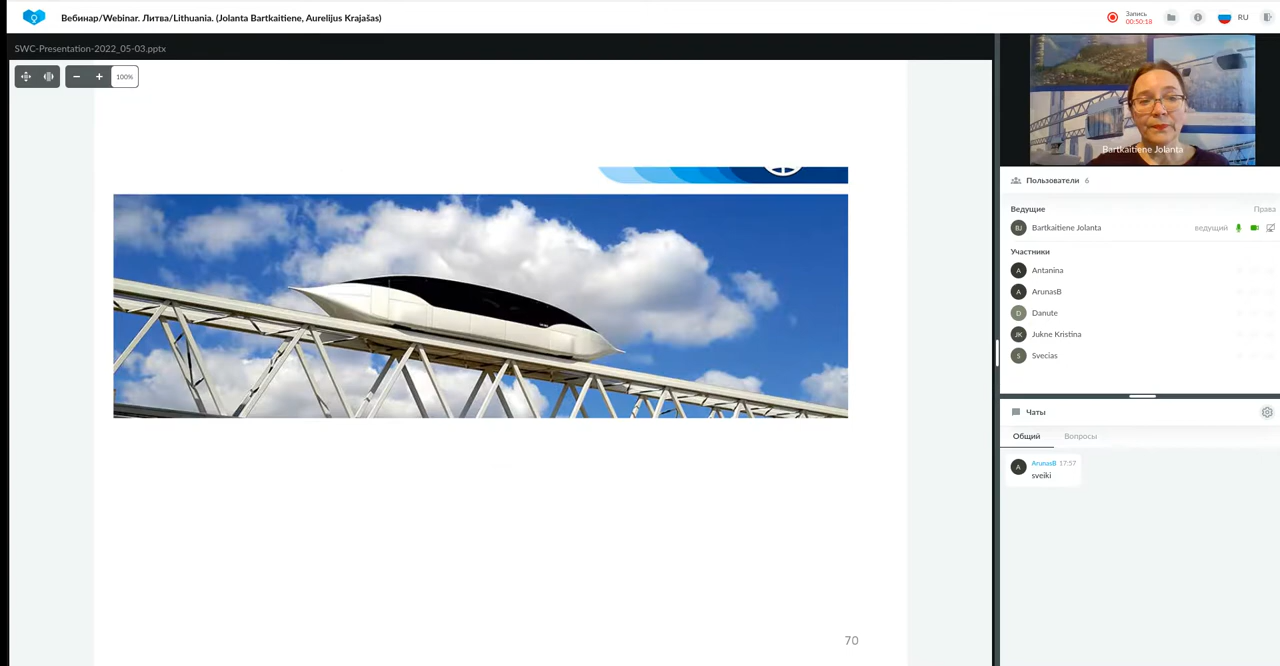 Вебинар/Webinar. Литва/Lithuania. (Jolanta Bartkaitiene, Aurelijus Krajašas)
Запись
00:50:18
RU
SWC-Presentation-2022_05-03.pptx
100%
70
Bartkaitiene Jolanta
Пользователи 6
Ведущие Права
BJ Bartkaitiene Jolanta ведущий
Участники
A Antanina
A ArunasB
D Danute
JK Jukne Kristina
S Svecias
Чаты
Общий Вопросы
A ArunasB 17:57
sveiki